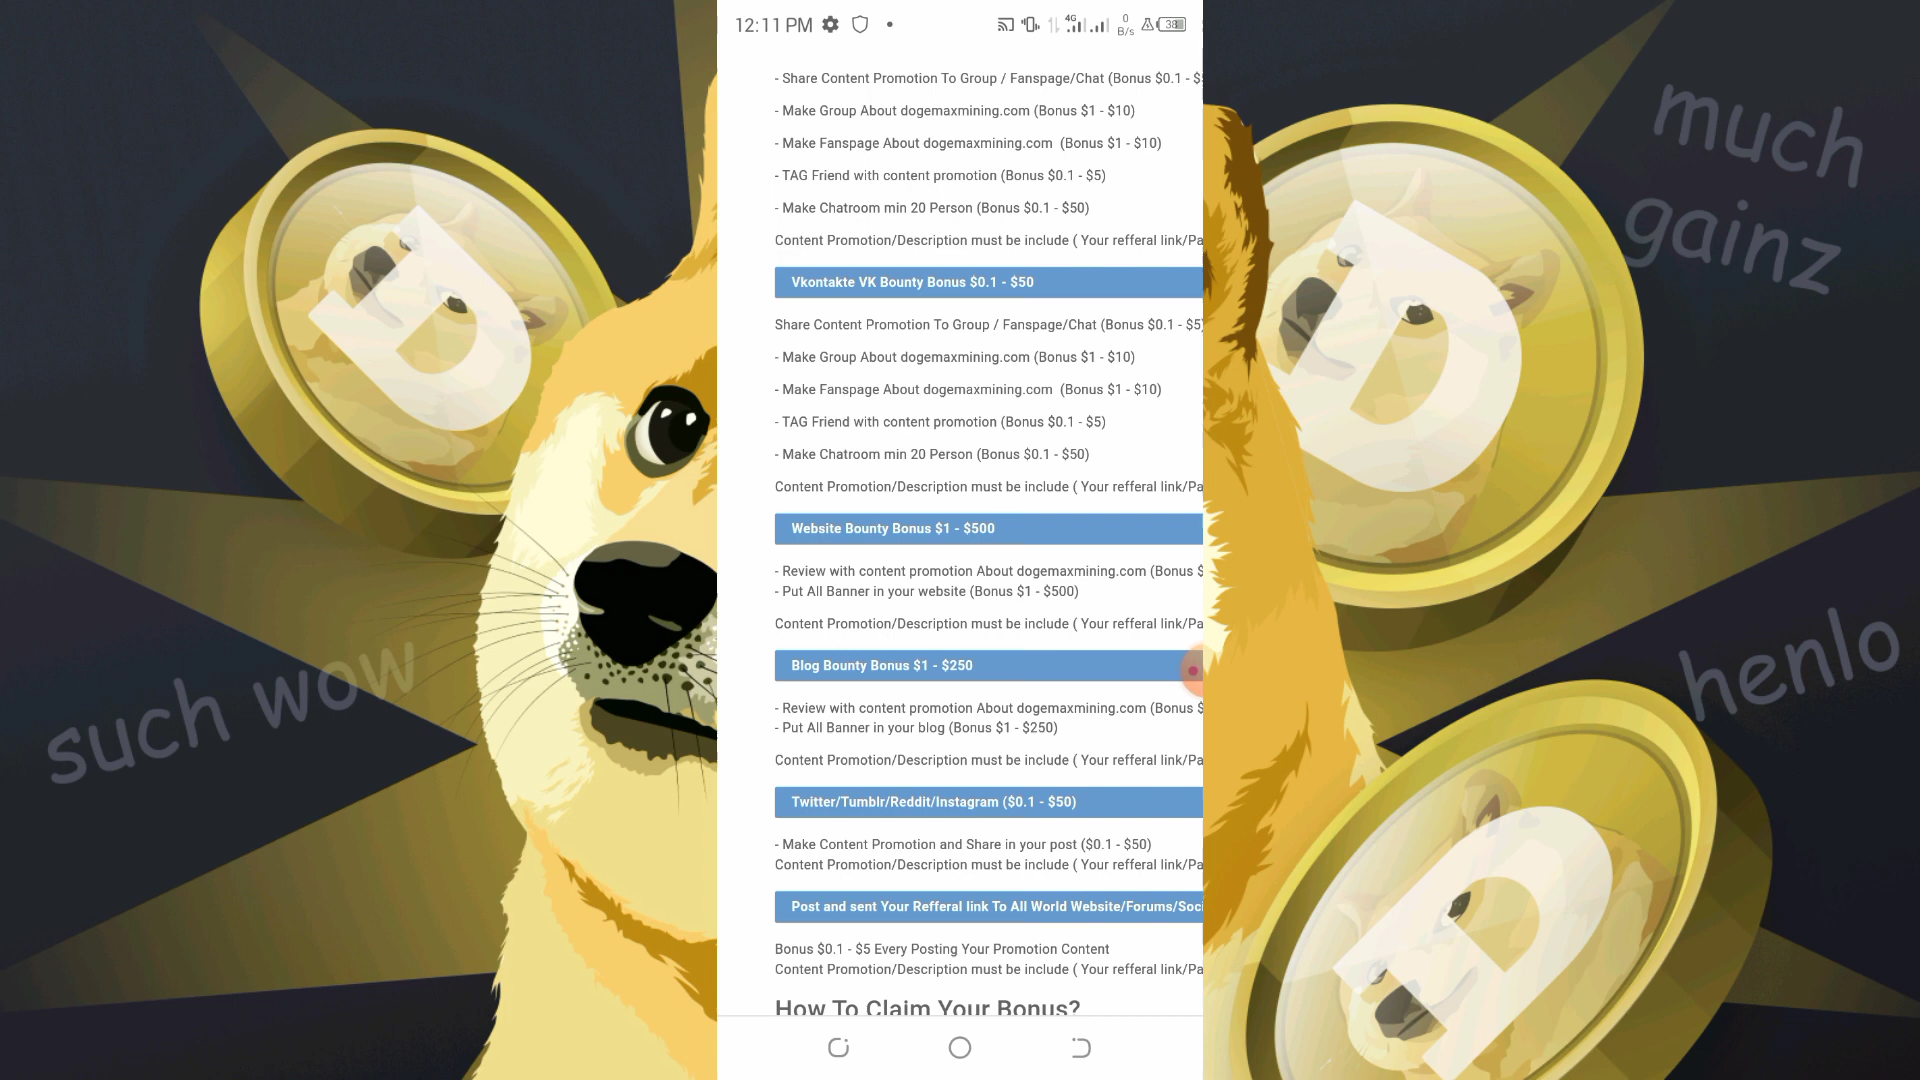 12:11 PM
4G
0
B/s
38
- Share Content Promotion To Group / Fanspage/Chat (Bonus $0.1 - $
- Make Group About dogemaxmining.com (Bonus $1 - $10)
- Make Fanspage About dogemaxmining.com (Bonus $1 - $10)
- TAG Friend with content promotion (Bonus $0.1 - $5)
- Make Chatroom min 20 Person (Bonus $0.1 - $50)
Content Promotion/Description must be include ( Your refferal link/Pa
Vkontakte VK Bounty Bonus $0.1 - $50
Share Content Promotion To Group / Fanspage/Chat (Bonus $0.1 - $5)
- Make Group About dogemaxmining.com (Bonus $1 - $10)
- Make Fanspage About dogemaxmining.com (Bonus $1 - $10)
- TAG Friend with content promotion (Bonus $0.1 - $5)
- Make Chatroom min 20 Person (Bonus $0.1 - $50)
Content Promotion/Description must be include ( Your refferal link/Pa
Website Bounty Bonus $1 - $500
- Review with content promotion About dogemaxmining.com (Bonus $
- Put All Banner in your website (Bonus $1 - $500)
Content Promotion/Description must be include ( Your refferal link/Pa
Blog Bounty Bonus $1 - $250
- Review with content promotion About dogemaxmining.com (Bonus $
- Put All Banner in your blog (Bonus $1 - $250)
Content Promotion/Description must be include ( Your refferal link/Pa
Twitter/Tumblr/Reddit/Instagram ($0.1 - $50)
- Make Content Promotion and Share in your post ($0.1 - $50)
Content Promotion/Description must be include ( Your refferal link/Pa
Post and sent Your Refferal link To All World Website/Forums/Soci
Bonus $0.1 - $5 Every Posting Your Promotion Content
Content Promotion/Description must be include ( Your refferal link/Pa
How To Claim Your Bonus?
such wow
much
gainz
henlo